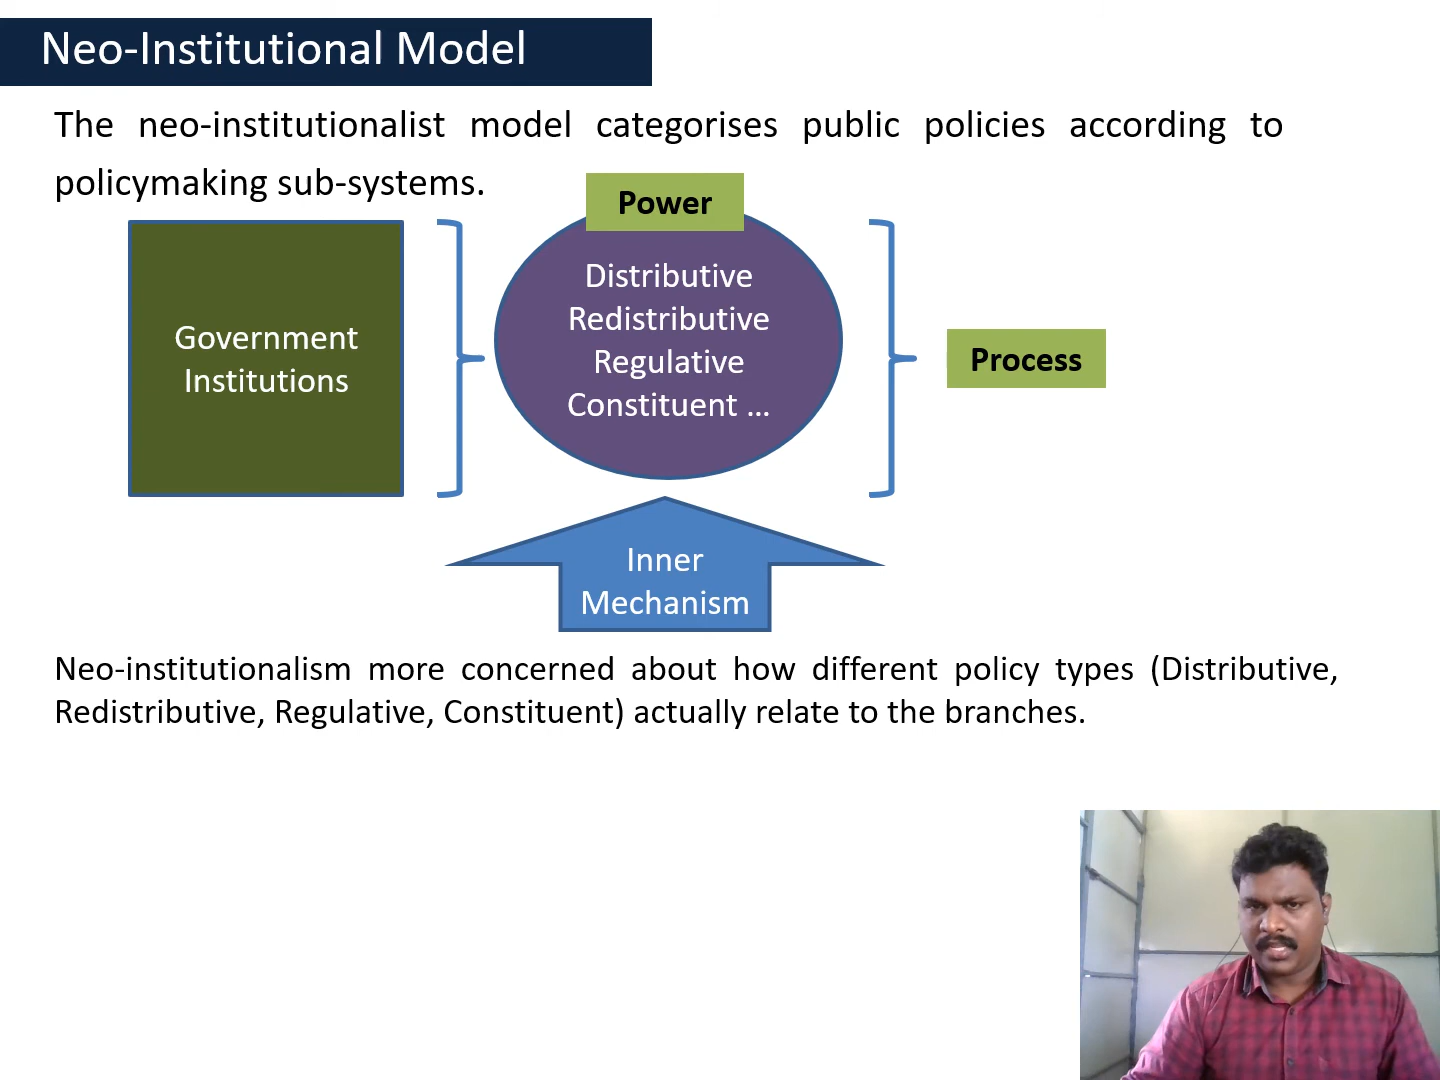 Neo-Institutional Model
The neo-institutionalist model categorises public policies according to
policymaking sub-systems.
Power
Government
Institutions
Distributive
Redistributive
Regulative
Constituent ...
Process
Inner
Mechanism
Neo-institutionalism more concerned about how different policy types (Distributive,
Redistributive, Regulative, Constituent) actually relate to the branches.